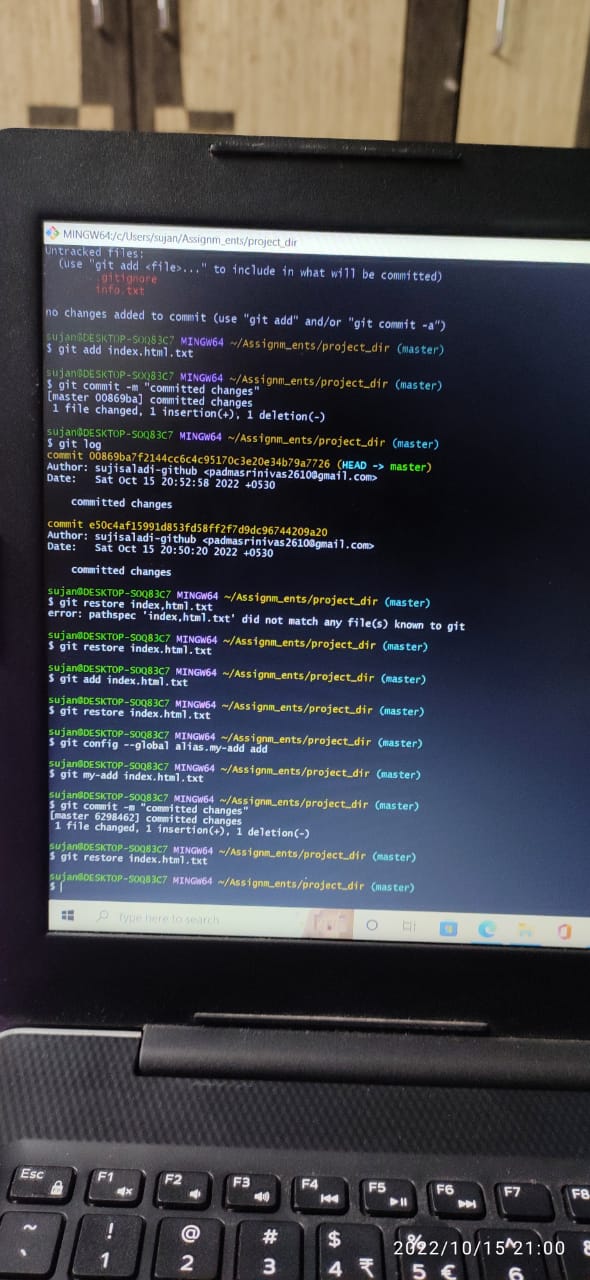 MINGW64:/c/Users/sujan/Assignm_ents/project_dir
Untracked files:
(use "git add <file>..." to include in what will be committed)
.gitignore
info.txt
no changes added to commit (use "git add" and/or "git commit -a")
sujan@DESKTOP-SOQ83C7 MINGW64 ~/Assignm_ents/project_dir (master)
$ git add index.html.txt
sujan@DESKTOP-SOQ83C7 MINGW64 ~/Assignm_ents/project_dir (master)
$ git commit -m "committed changes"
[master 00869ba] committed changes
1 file changed, 1 insertion(+), 1 deletion(-)
sujan@DESKTOP-SOQ83C7 MINGW64 ~/Assignm_ents/project_dir (master)
$ git log
commit 00869ba7f2144cc6c4c95170c3e20e34b79a7726 (HEAD -> master)
Author: sujisaladi-github <padmasrinivas2610@gmail.com>
Date: Sat Oct 15 20:52:58 2022 +0530
committed changes
commit e50c4af15991d853fd58ff2f7d9dc96744209a20
Author: sujisaladi-github <padmasrinivas2610@gmail.com>
Date: Sat Oct 15 20:50:20 2022 +0530
committed changes
sujan@DESKTOP-SOQ83C7 MINGW64 ~/Assignm_ents/project_dir (master)
$ git restore index,html.txt
error: pathspec 'index,html.txt' did not match any file(s) known to git
sujan@DESKTOP-SOQ83C7 MINGW64 ~/Assignm_ents/project_dir (master)
$ git restore index.html.txt
sujan@DESKTOP-SOQ83C7 MINGW64 ~/Assignm_ents/project_dir (master)
$ git add index.html.txt
sujan@DESKTOP-SOQ83C7 MINGW64 ~/Assignm_ents/project_dir (master)
$ git restore index.html.txt
sujan@DESKTOP-SOQ83C7 MINGW64 ~/Assignm_ents/project_dir (master)
$ git config --global alias.my-add add
sujan@DESKTOP-SOQ83C7 MINGW64 ~/Assignm_ents/project_dir (master)
$ git my-add index.html.txt
sujan@DESKTOP-SOQ83C7 MINGW64 ~/Assignm_ents/project_dir (master)
$ git commit -m "committed changes"
[master 6298462] committed changes
1 file changed, 1 insertion(+), 1 deletion(-)
sujan@DESKTOP-SOQ83C7 MINGW64 ~/Assignm_ents/project_dir (master)
$ git restore index.html.txt
sujan@DESKTOP-SOQ83C7 MINGW64 ~/Assignm_ents/project_dir (master)
$
Type here to search
Esc F1 F2 F3 F4 F5 F6 F7 F8
~ ! @ # $ % ^
` 1 2 3 4 ₹ 5 € 6
2022/10/15 21:00